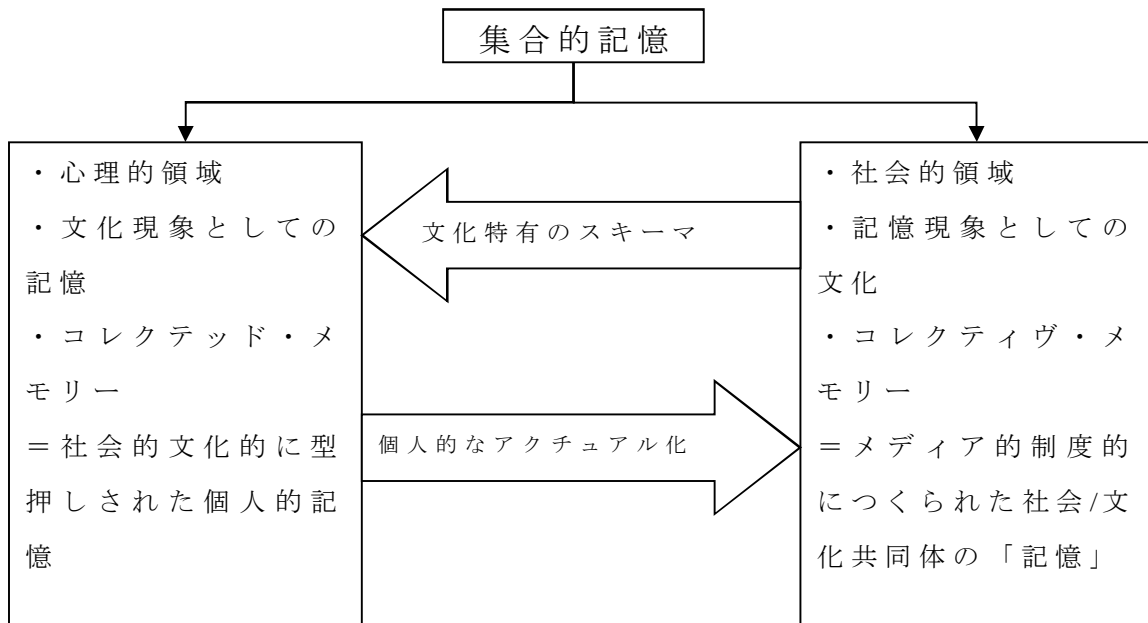 集合的記憶
・心理的領域
・文化現象としての
記憶
・コレクテッド・メ
モリー
＝社会的文化的に型
押しされた個人的記
憶
文化特有のスキーマ
個人的なアクチュアル化
・社会的領域
・記憶現象としての
文化
・コレクティヴ・メ
モリー
＝メディア的制度的
につくられた社会/文
化共同体の「記憶」